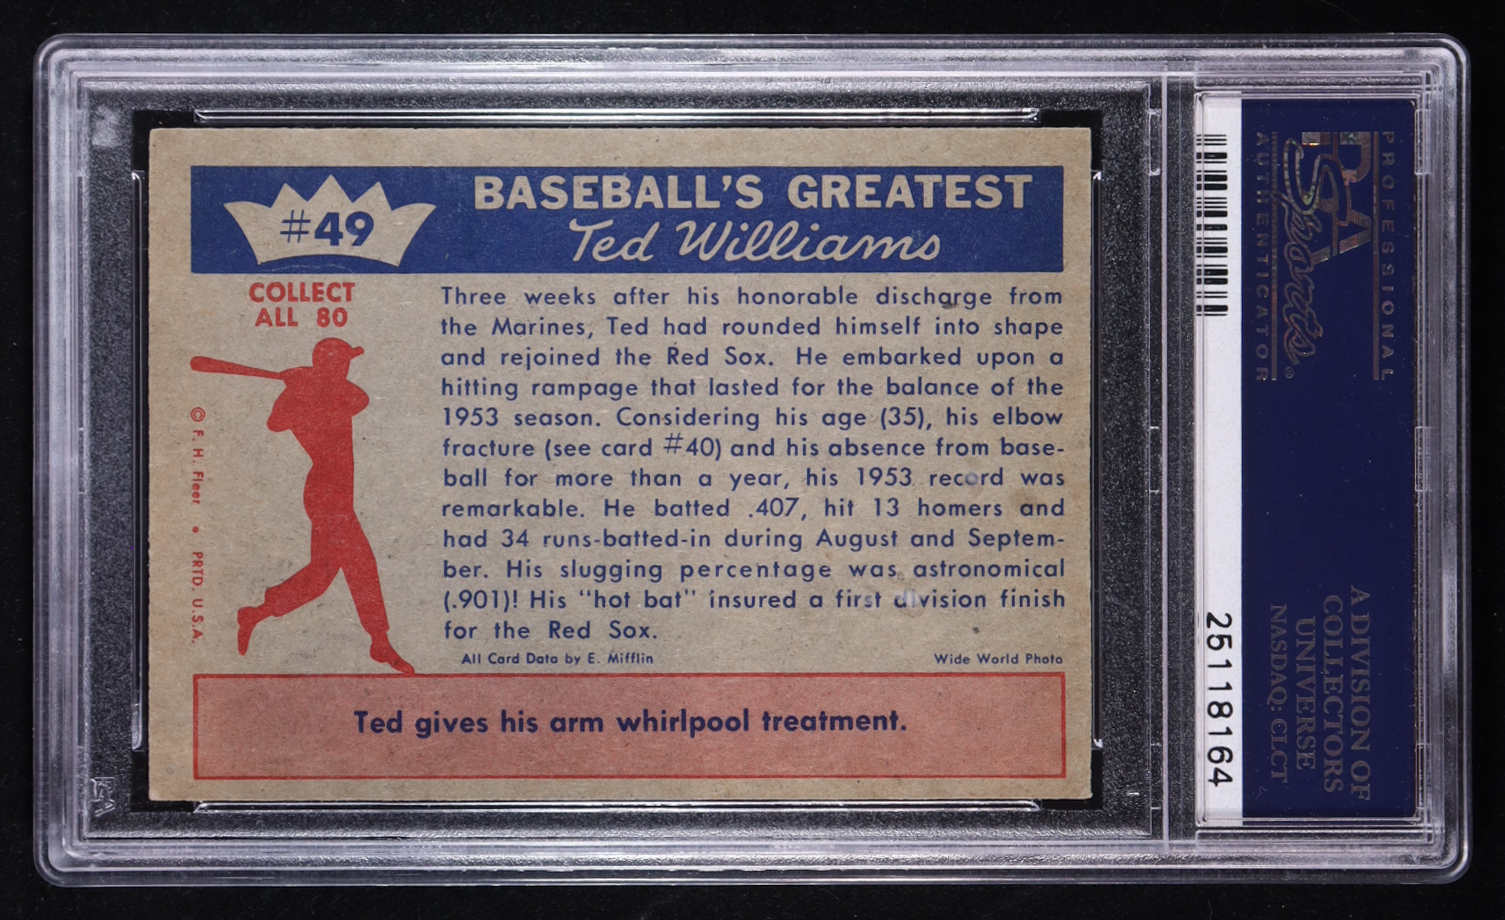 #49
BASEBALL'S GREATEST
Ted Williams
COLLECT
ALL 80
© F. H. Fleer • PRTD. U.S.A.
Three weeks after his honorable discharge from
the Marines, Ted had rounded himself into shape
and rejoined the Red Sox. He embarked upon a
hitting rampage that lasted for the balance of the
1953 season. Considering his age (35), his elbow
fracture (see card #40) and his absence from base-
ball for more than a year, his 1953 record was
remarkable. He batted .407, hit 13 homers and
had 34 runs-batted-in during August and Septem-
ber. His slugging percentage was astronomical
(.901)! His "hot bat" insured a first division finish
for the Red Sox.
All Card Data by E. Mifflin
Wide World Photo
Ted gives his arm whirlpool treatment.
PROFESSIONAL
PSA
Sports®
AUTHENTICATOR
A DIVISION OF
COLLECTORS
UNIVERSE
NASDAQ: CLCT
25118164
PSA